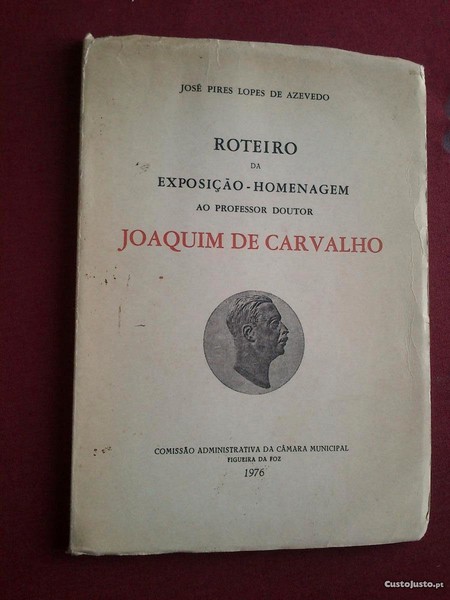 JOSÉ PIRES LOPES DE AZEVEDO
ROTEIRO
DA
EXPOSIÇÃO-HOMENAGEM
AO PROFESSOR DOUTOR
JOAQUIM DE CARVALHO
COMISSÃO ADMINISTRATIVA DA CÂMARA MUNICIPAL
FIGUEIRA DA FOZ
1976
CustoJusto.pt